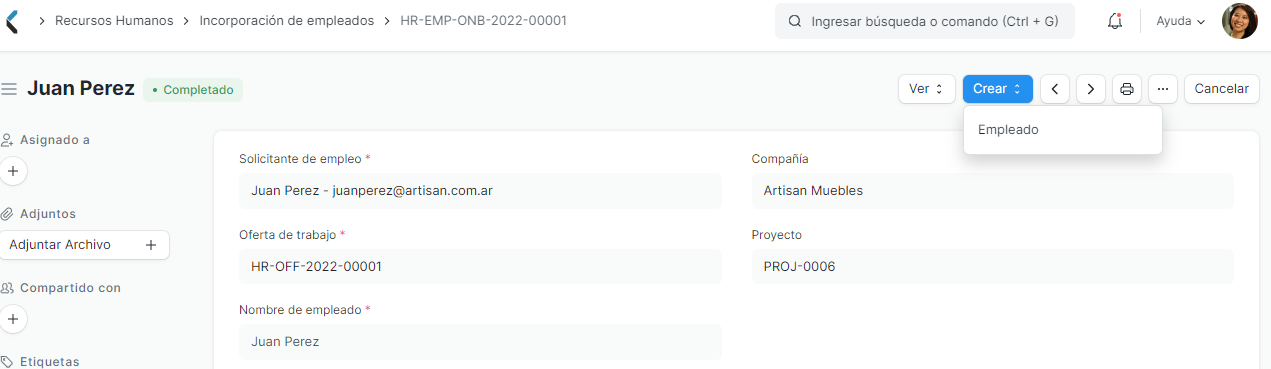 Recursos Humanos > Incorporación de empleados > HR-EMP-ONB-2022-00001
Ingresar búsqueda o comando (Ctrl + G)
Ayuda
Juan Perez
• Completado
Ver
Crear
···
Cancelar
Empleado
Asignado a
+
Adjuntos
Adjuntar Archivo +
Compartido con
+
Etiquetas
Solicitante de empleo *
Juan Perez - juanperez@artisan.com.ar
Oferta de trabajo *
HR-OFF-2022-00001
Nombre de empleado *
Juan Perez
Compañía
Artisan Muebles
Proyecto
PROJ-0006